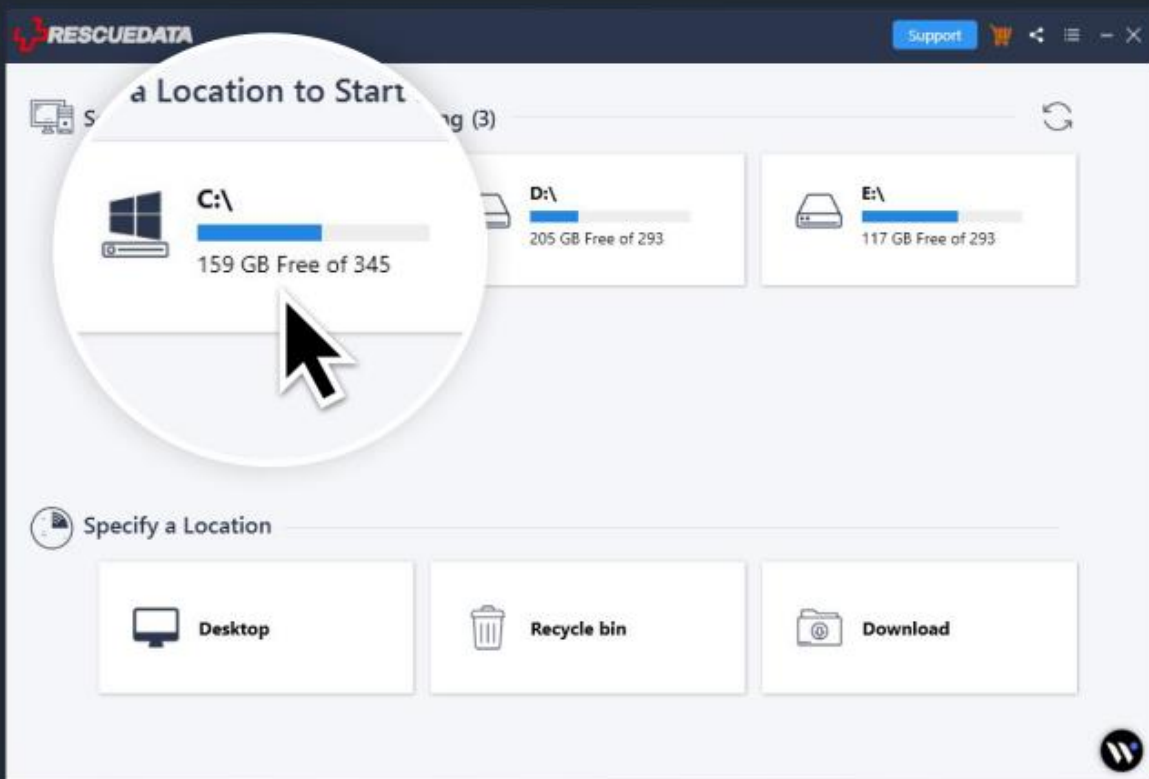 RESCUEDATA
Support
a Location to Start
S
ng (3)
C:\
159 GB Free of 345
D:\
205 GB Free of 293
E:\
117 GB Free of 293
Specify a Location
Desktop
Recycle bin
Download